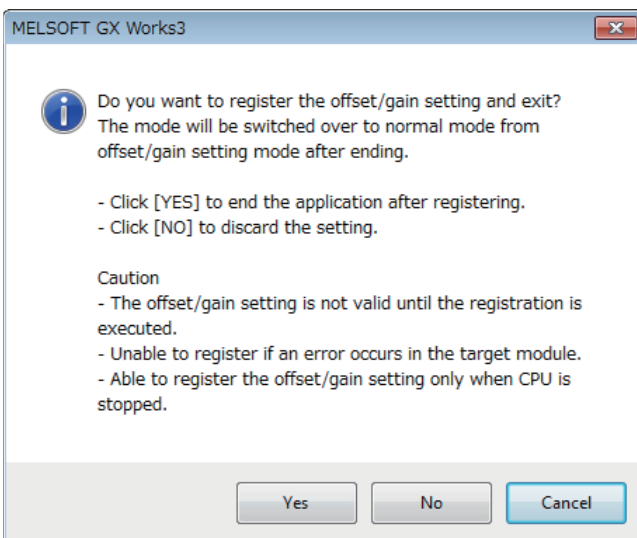 MELSOFT GX Works3
Do you want to register the offset/gain setting and exit?
The mode will be switched over to normal mode from
offset/gain setting mode after ending.
- Click [YES] to end the application after registering.
- Click [NO] to discard the setting.
Caution
- The offset/gain setting is not valid until the registration is
executed.
- Unable to register if an error occurs in the target module.
- Able to register the offset/gain setting only when CPU is
stopped.
Yes
No
Cancel